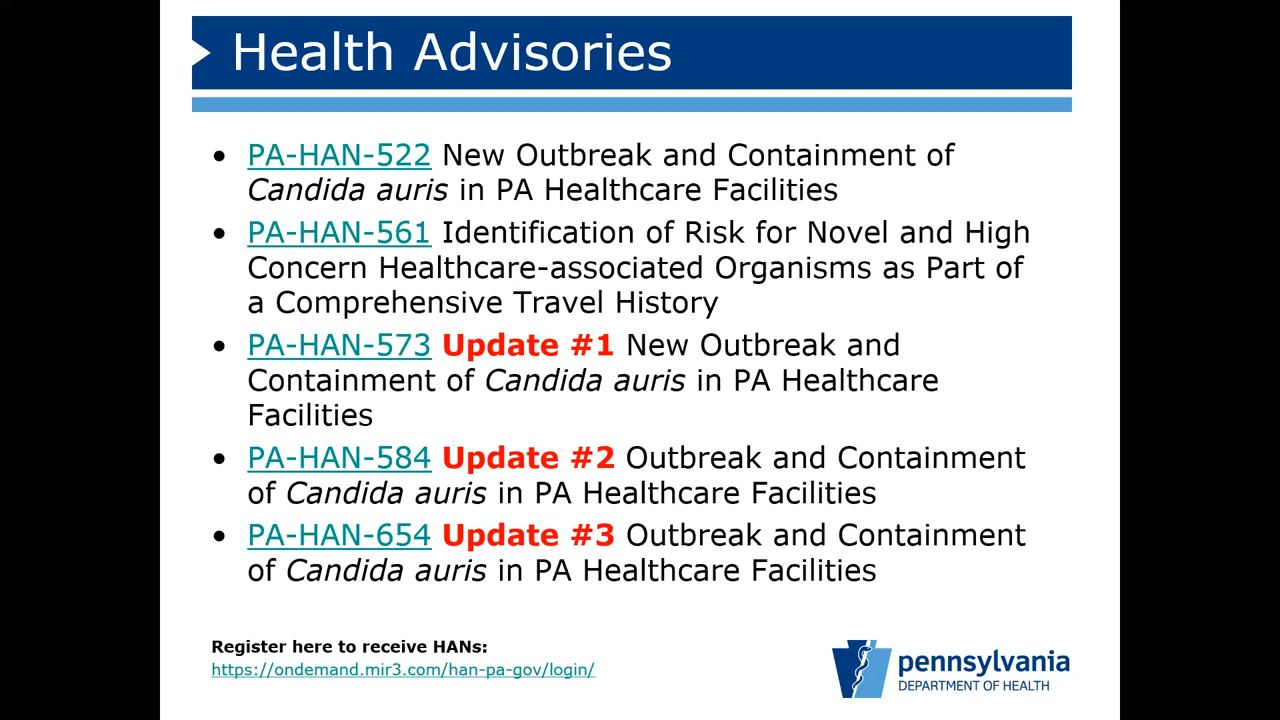 Health Advisories
• PA-HAN-522 New Outbreak and Containment of
Candida auris in PA Healthcare Facilities
• PA-HAN-561 Identification of Risk for Novel and High
Concern Healthcare-associated Organisms as Part of
a Comprehensive Travel History
• PA-HAN-573 Update #1 New Outbreak and
Containment of Candida auris in PA Healthcare
Facilities
• PA-HAN-584 Update #2 Outbreak and Containment
of Candida auris in PA Healthcare Facilities
• PA-HAN-654 Update #3 Outbreak and Containment
of Candida auris in PA Healthcare Facilities
Register here to receive HANs:
https://ondemand.mir3.com/han-pa-gov/login/
pennsylvania
DEPARTMENT OF HEALTH